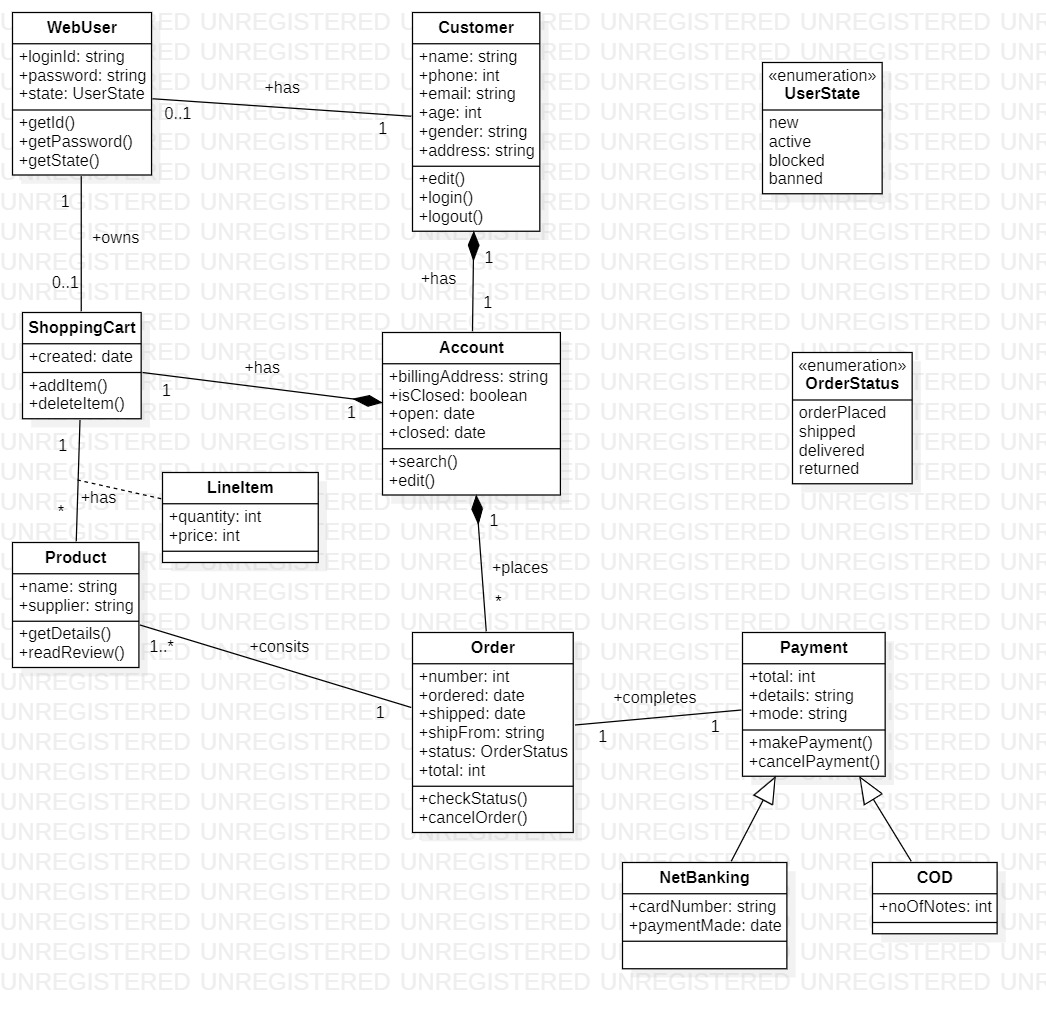 WebUser
+loginId: string
+password: string
+state: UserState
+getId()
+getPassword()
+getState()
+has
0..1
1
Customer
+name: string
+phone: int
+email: string
+age: int
+gender: string
+address: string
+edit()
+login()
+logout()
«enumeration»
UserState
new
active
blocked
banned
1
+owns
0..1
1
+has
1
ShoppingCart
+created: date
+addItem()
+deleteItem()
+has
1
1
Account
+billingAddress: string
+isClosed: boolean
+open: date
+closed: date
+search()
+edit()
«enumeration»
OrderStatus
orderPlaced
shipped
delivered
returned
1
+has
*
LineItem
+quantity: int
+price: int
1
+places
*
Product
+name: string
+supplier: string
+getDetails()
+readReview()
1..*
+consits
1
Order
+number: int
+ordered: date
+shipped: date
+shipFrom: string
+status: OrderStatus
+total: int
+checkStatus()
+cancelOrder()
+completes
1
1
Payment
+total: int
+details: string
+mode: string
+makePayment()
+cancelPayment()
NetBanking
+cardNumber: string
+paymentMade: date
COD
+noOfNotes: int
UNREGISTERED